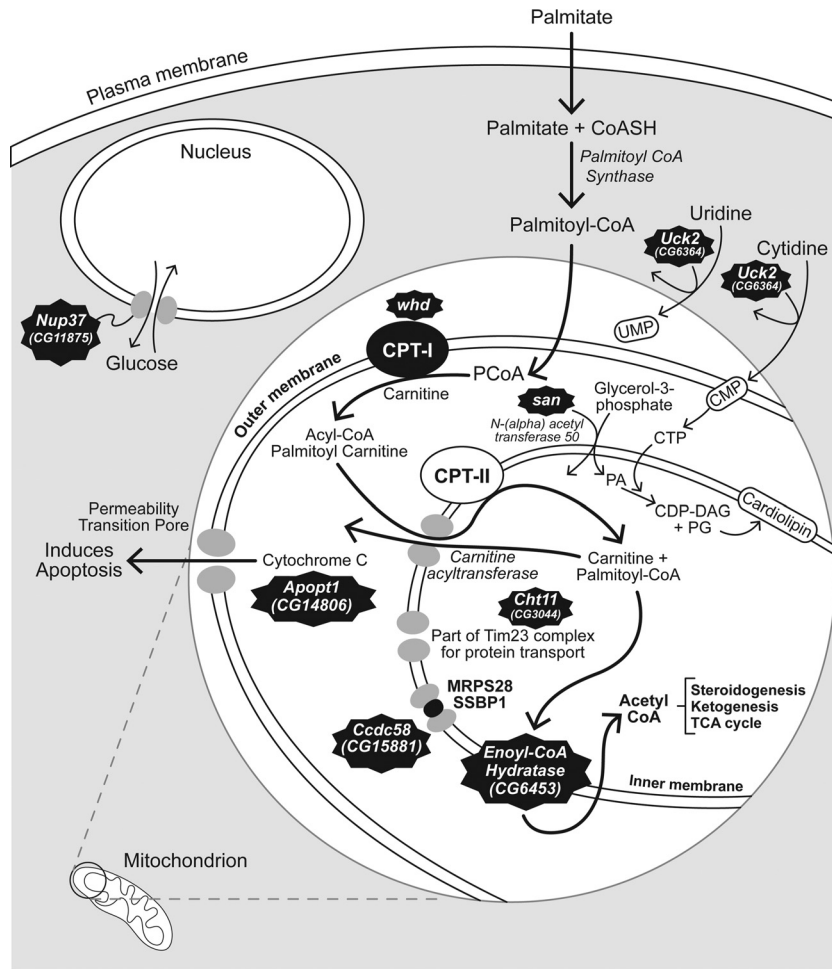 Palmitate
Plasma membrane
Palmitate + CoASH
Palmitoyl CoA
Synthase
Nucleus
Palmitoyl-CoA
Uridine
Uck2
(CG6364)
Cytidine
Uck2
(CG6364)
Nup37
(CG11875)
Glucose
whd
CPT-I
UMP
PCoA
Carnitine
Outer membrane
san
N-(alpha) acetyl
transferase 50
Glycerol-3-
phosphate
CMP
CTP
Acyl-CoA
Palmitoyl Carnitine
CPT-II
PA
CDP-DAG
+ PG
Cardiolipin
Permeability
Transition Pore
Induces
Apoptosis
Cytochrome C
Apopt1
(CG14806)
Carnitine
acyltransferase
Carnitine +
Palmitoyl-CoA
Cht11
(CG3044)
Part of Tim23 complex
for protein transport
MRPS28
SSBP1
Ccdc58
(CG15881)
Enoyl-CoA
Hydratase
(CG6453)
Acetyl
CoA
Steroidogenesis
Ketogenesis
TCA cycle
Inner membrane
Mitochondrion